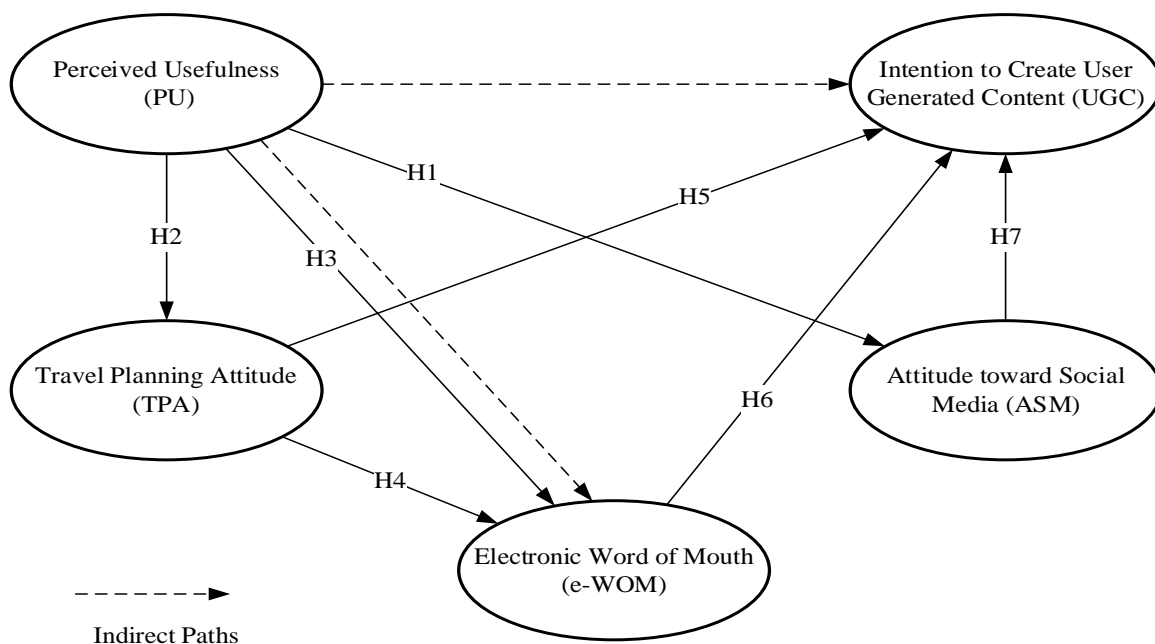 Perceived Usefulness
(PU)
Intention to Create User
Generated Content (UGC)
H1
H5
H2
H3
H7
Travel Planning Attitude
(TPA)
Attitude toward Social
Media (ASM)
H6
H4
Electronic Word of Mouth
(e-WOM)
Indirect Paths